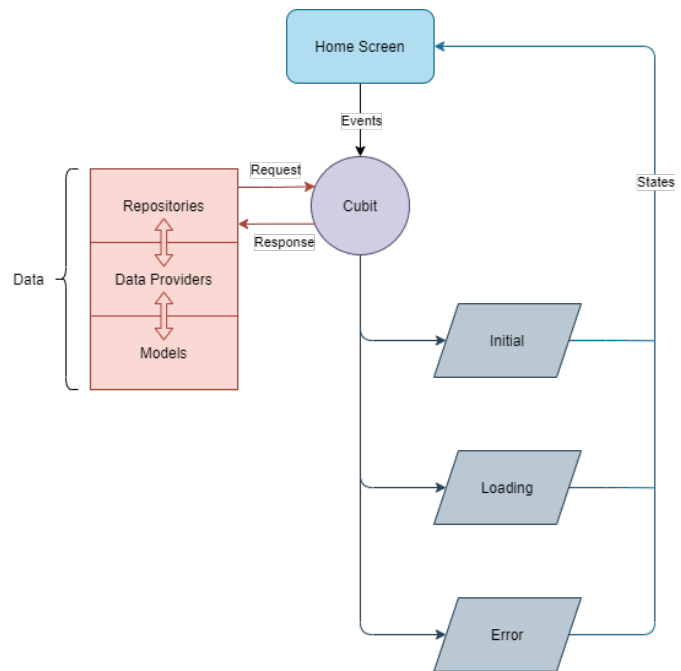 Home Screen
Events
States
Request
Repositories
Cubit
Response
Data
Data Providers
Models
Initial
Loading
Error